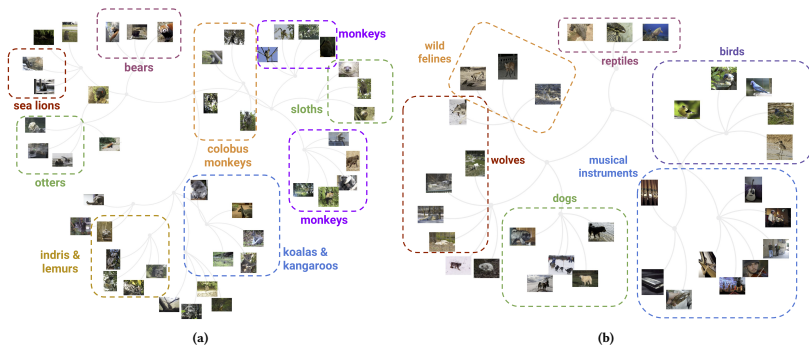 bears
sea lions
otters
colobus
monkeys
monkeys
sloths
monkeys
indris &
lemurs
koalas &
kangaroos
(a)
wild
felines
reptiles
birds
wolves
musical
instruments
dogs
(b)